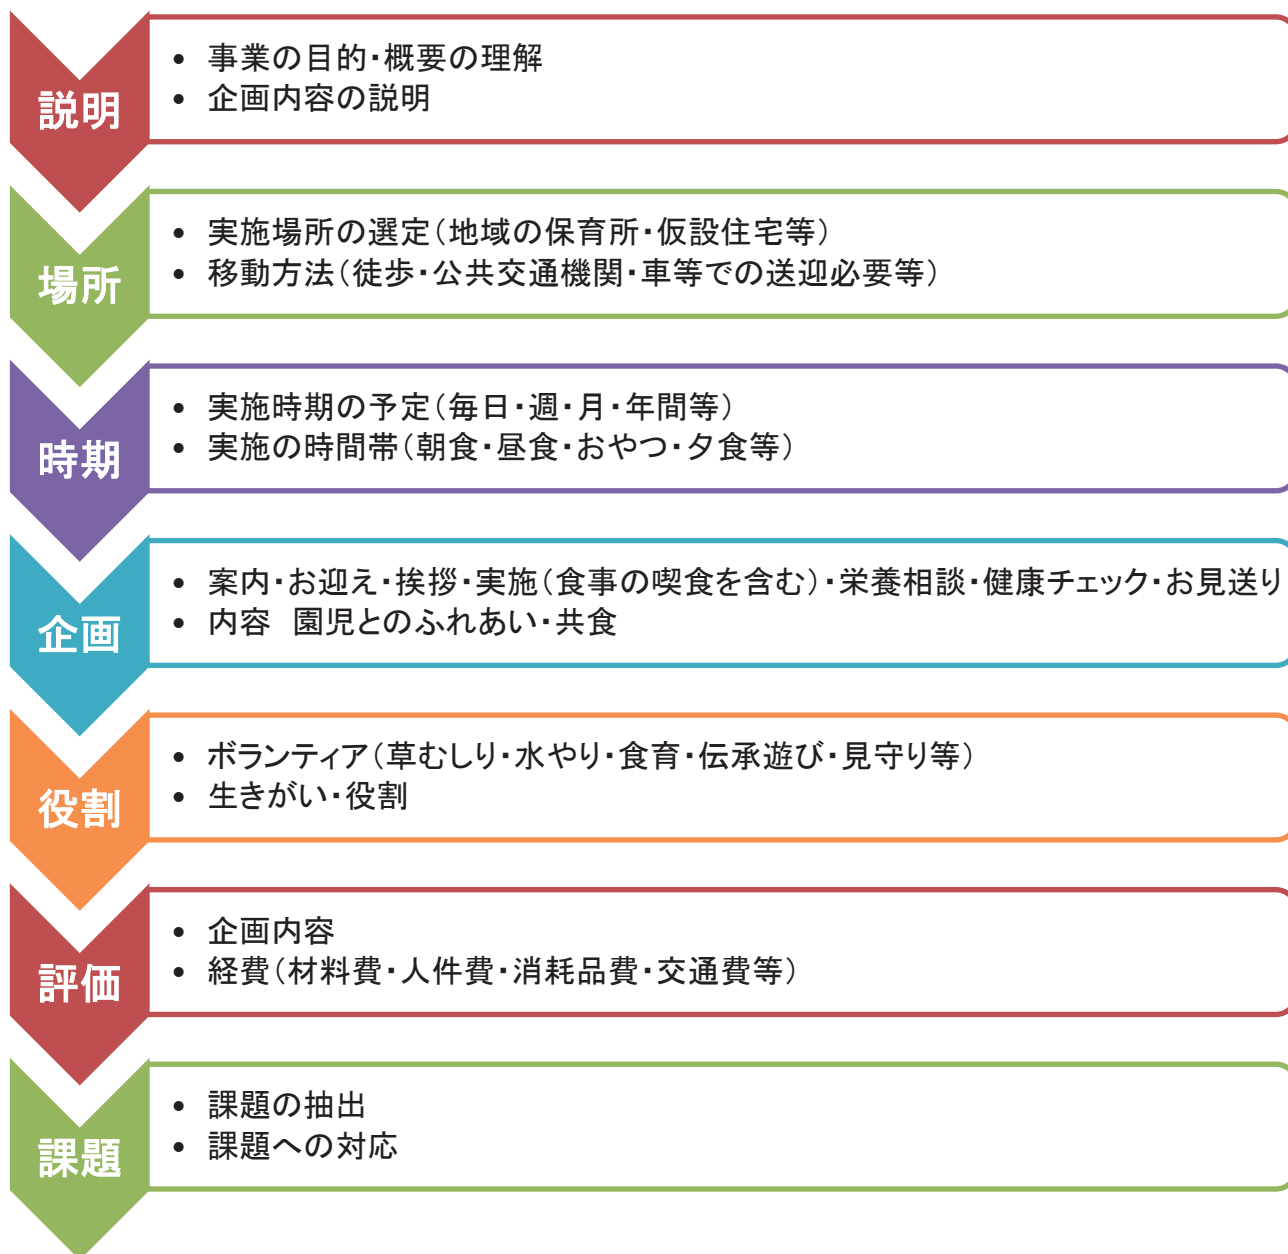 説明
• 事業の目的・概要の理解
• 企画内容の説明
場所
• 実施場所の選定（地域の保育所・仮設住宅等）
• 移動方法（徒歩・公共交通機関・車等での送迎必要等）
時期
• 実施時期の予定（毎日・週・月・年間等）
• 実施の時間帯（朝食・昼食・おやつ・夕食等）
企画
• 案内・お迎え・挨拶・実施（食事の喫食を含む）・栄養相談・健康チェック・お見送り
• 内容　園児とのふれあい・共食
役割
• ボランティア（草むしり・水やり・食育・伝承遊び・見守り等）
• 生きがい・役割
評価
• 企画内容
• 経費（材料費・人件費・消耗品費・交通費等）
課題
• 課題の抽出
• 課題への対応